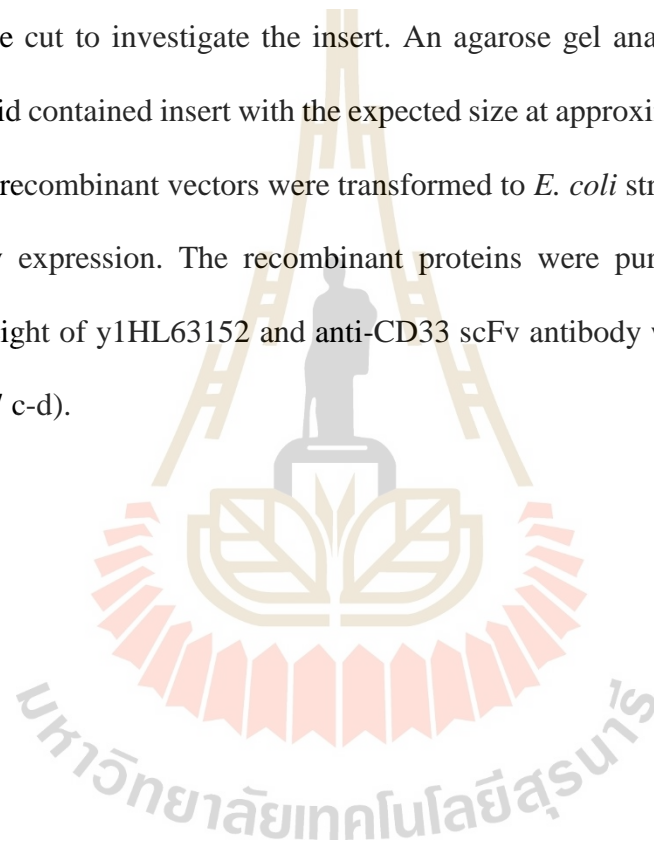 e cut to investigate the insert. An agarose gel ana
id contained insert with the expected size at approxi
recombinant vectors were transformed to E. coli str
expression. The recombinant proteins were pur
ight of y1HL63152 and anti-CD33 scFv antibody
c-d).
มหาวิทยาลัยเทคโนโลยีสุรนารี